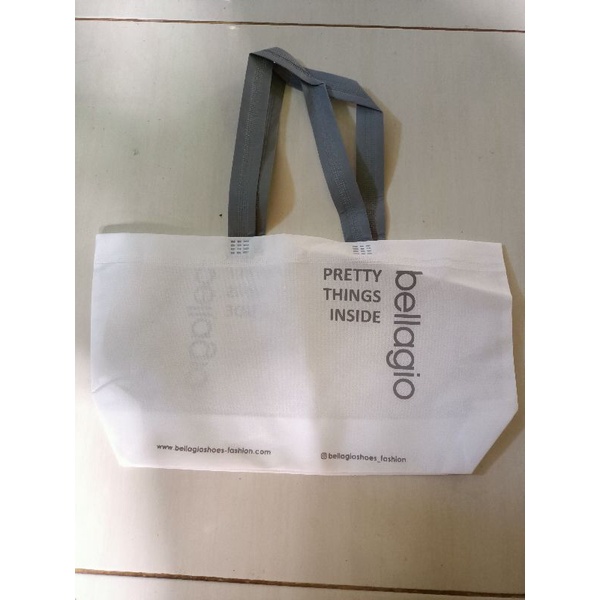 PRETTY
THINGS
INSIDE
bellagio
www.bellagioshoes-fashion.com
@bellagioshoes_fashion